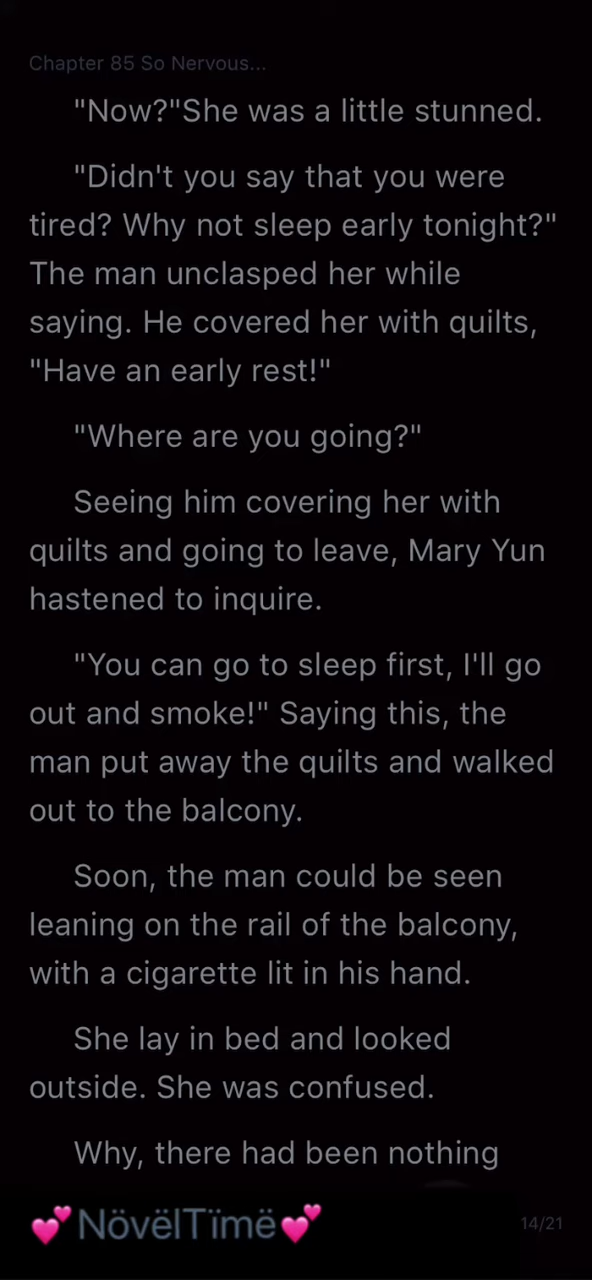 Chapter 85 So Nervous...
"Now?"She was a little stunned.
"Didn't you say that you were
tired? Why not sleep early tonight?"
The man unclasped her while
saying. He covered her with quilts,
"Have an early rest!"
"Where are you going?"
Seeing him covering her with
quilts and going to leave, Mary Yun
hastened to inquire.
"You can go to sleep first, I'll go
out and smoke!" Saying this, the
man put away the quilts and walked
out to the balcony.
Soon, the man could be seen
leaning on the rail of the balcony,
with a cigarette lit in his hand.
She lay in bed and looked
outside. She was confused.
Why, there had been nothing
💕NövëlTïmë💕
14/21